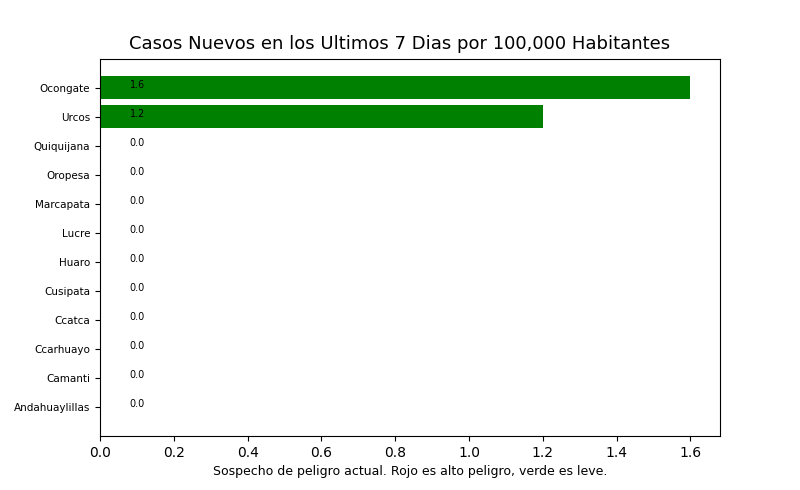 Casos Nuevos en los Ultimos 7 Dias por 100,000 Habitantes
Ocongate 1.6
Urcos 1.2
Quiquijana 0.0
Oropesa 0.0
Marcapata 0.0
Lucre 0.0
Huaro 0.0
Cusipata 0.0
Ccatca 0.0
Ccarhuayo 0.0
Camanti 0.0
Andahuaylillas 0.0
0.0 0.2 0.4 0.6 0.8 1.0 1.2 1.4 1.6
Sospecho de peligro actual. Rojo es alto peligro, verde es leve.